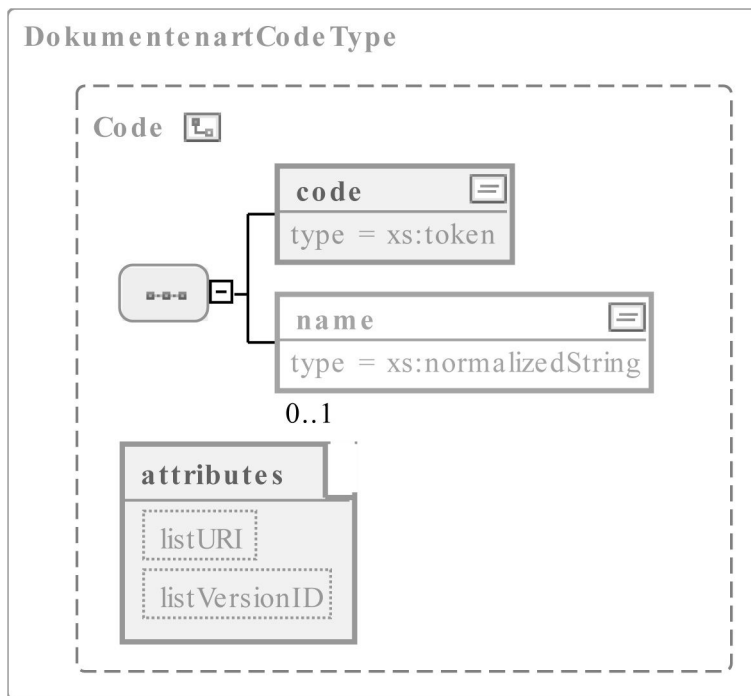 DokumentenartCodeType
Code
code
type = xs:token
name
type = xs:normalizedString
0..1
attributes
listURI
listVersionID